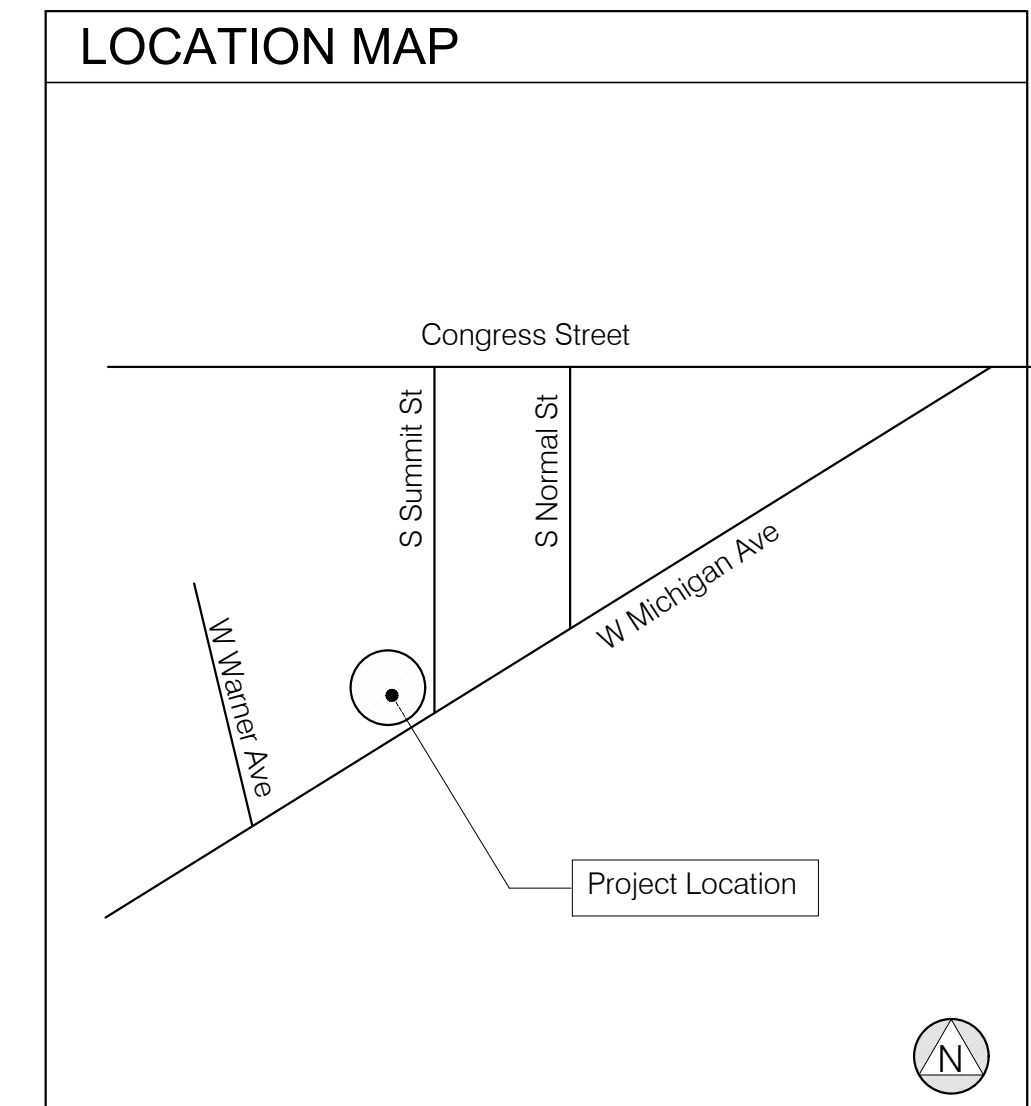 LOCATION MAP
Congress Street
S Summit St
S Normal St
W Michigan Ave
W Warner Ave
Project Location
N